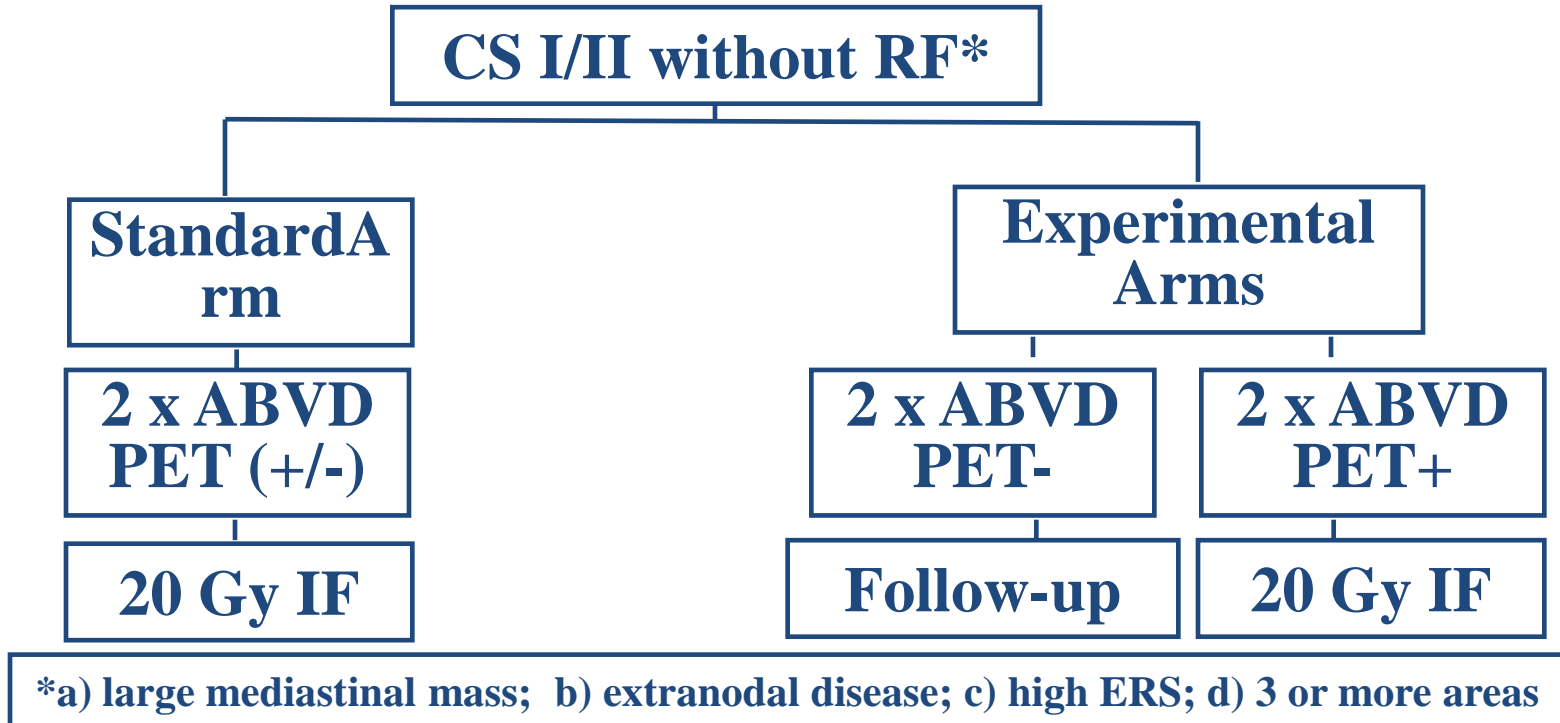 CS I/II without RF*
StandardA
rm
Experimental
Arms
2 x ABVD
PET (+/-)
2 x ABVD
PET-
2 x ABVD
PET+
20 Gy IF
Follow-up
20 Gy IF
*a) large mediastinal mass; b) extranodal disease; c) high ERS; d) 3 or more areas